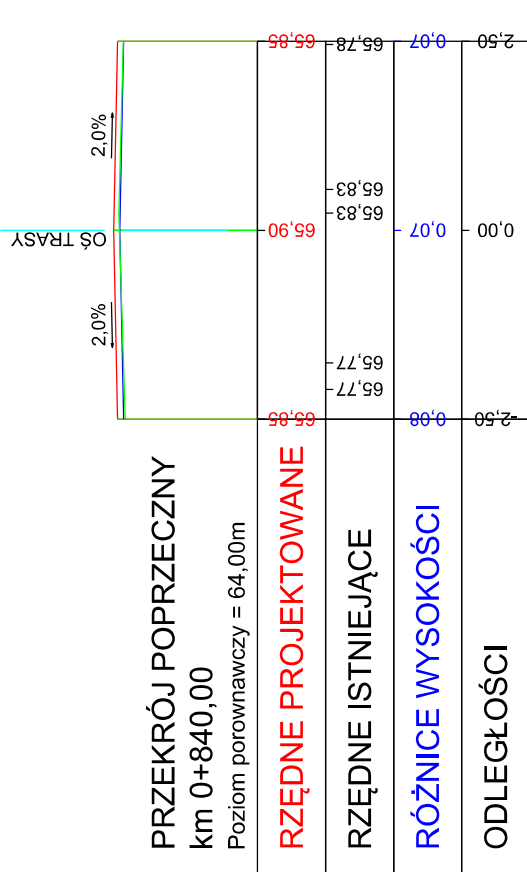 OŚ TRASY
2,0% 2,0%
PRZEKRÓJ POPRZECZNY
km 0+840,00
Poziom porownawczy = 64,00m
RZĘDNE PROJEKTOWANE 65,85 65,90 65,85
RZĘDNE ISTNIEJĄCE 65,77 65,77 65,83 65,83 65,78
RÓŻNICE WYSOKOŚCI 0,08 0,07 0,07
ODLEGŁOŚCI -2,50 0,00 2,50